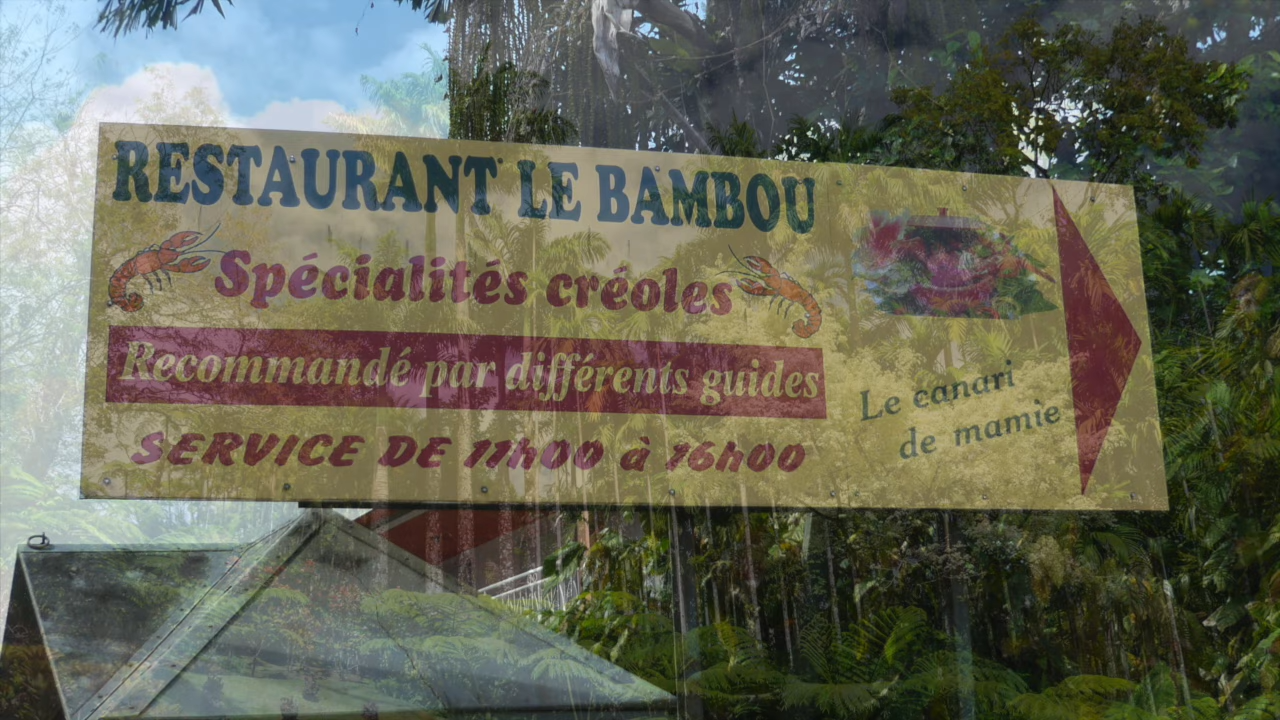 RESTAURANT LE BAMBOU
Spécialités créoles
Recommandé par différents guides
SERVICE DE 11h00 à 16h00
Le canari
de mamie